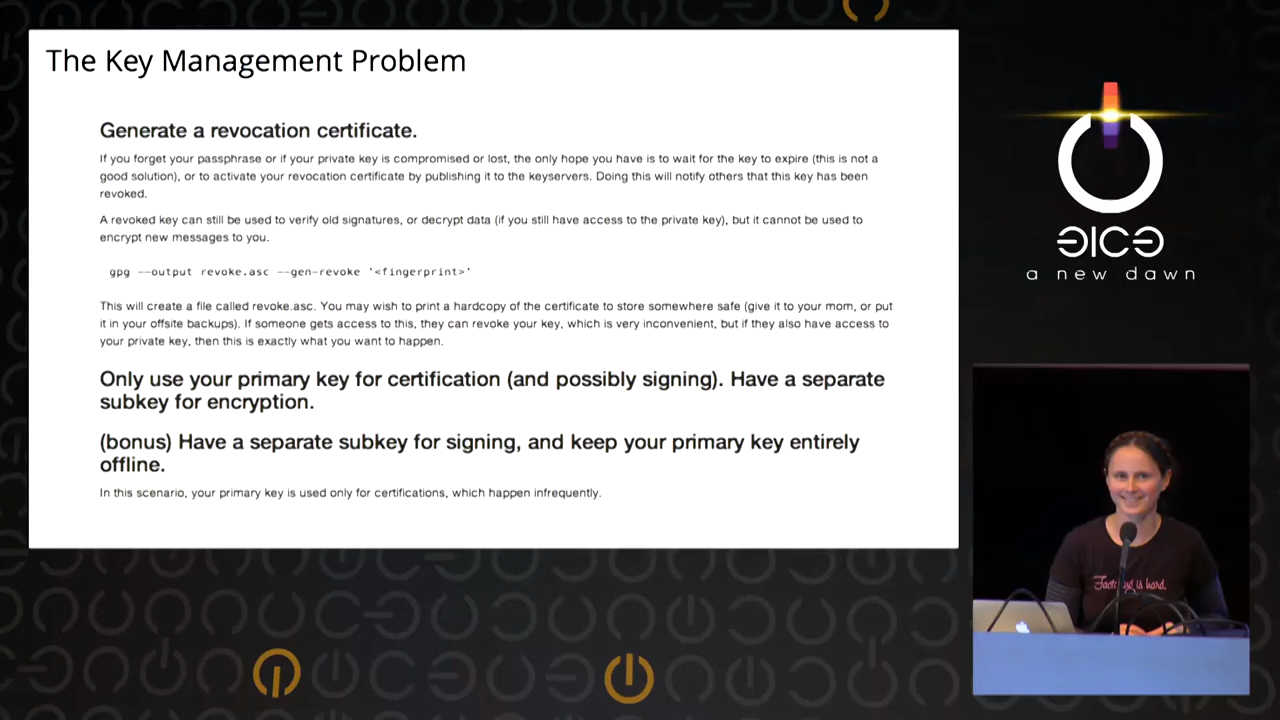 The Key Management Problem
Generate a revocation certificate.
If you forget your passphrase or if your private key is compromised or lost, the only hope you have is to wait for the key to expire (this is not a
good solution), or to activate your revocation certificate by publishing it to the keyservers. Doing this will notify others that this key has been
revoked.
A revoked key can still be used to verify old signatures, or decrypt data (if you still have access to the private key), but it cannot be used to
encrypt new messages to you.
gpg --output revoke.asc --gen-revoke '<fingerprint>'
This will create a file called revoke.asc. You may wish to print a hardcopy of the certificate to store somewhere safe (give it to your mom, or put
it in your offsite backups). If someone gets access to this, they can revoke your key, which is very inconvenient, but if they also have access to
your private key, then this is exactly what you want to happen.
Only use your primary key for certification (and possibly signing). Have a separate
subkey for encryption.
(bonus) Have a separate subkey for signing, and keep your primary key entirely
offline.
In this scenario, your primary key is used only for certifications, which happen infrequently.
a new dawn
is hard.